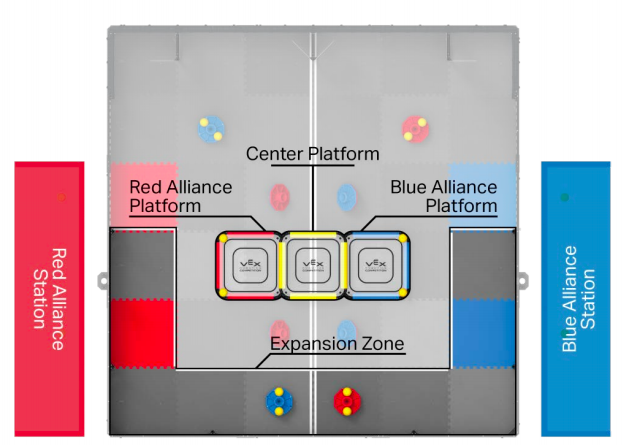 Center Platform
Red Alliance
Platform
Blue Alliance
Platform
VEX
VEX
VEX
Red Alliance
Station
Blue Alliance
Station
Expansion Zone